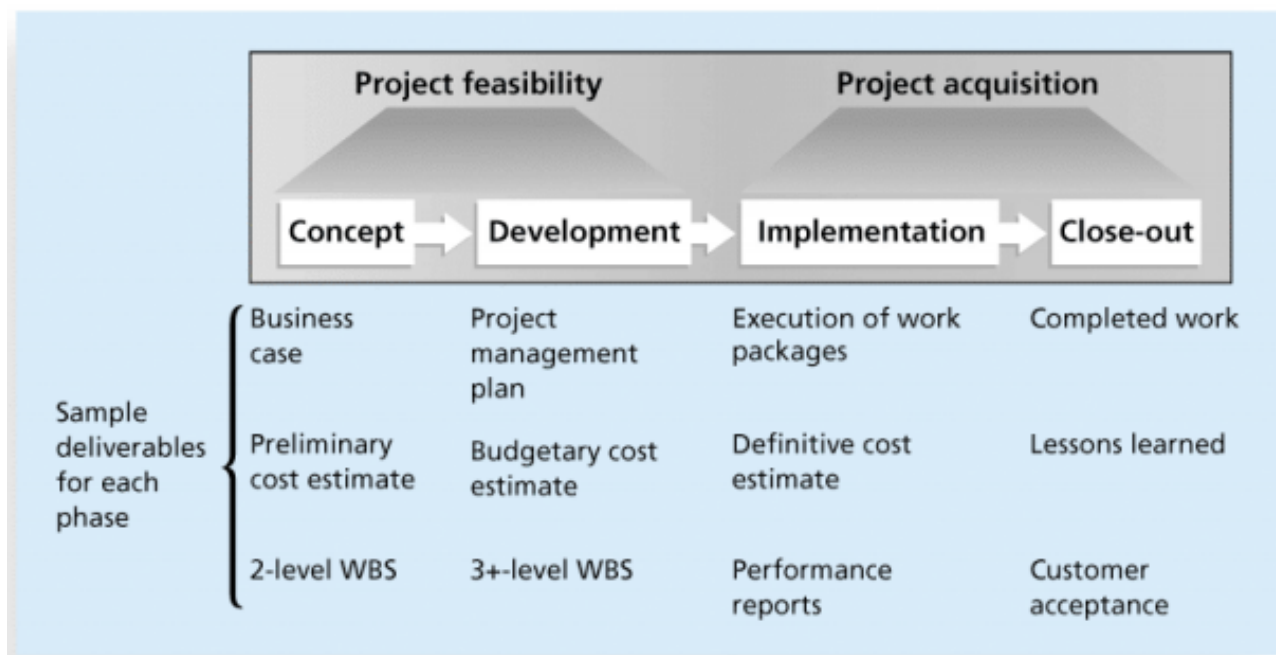 Project feasibility
Project acquisition
Concept
Development
Implementation
Close-out
Sample
deliverables
for each
phase
Business
case
Project
management
plan
Execution of work
packages
Completed work
Preliminary
cost estimate
Budgetary cost
estimate
Definitive cost
estimate
Lessons learned
2-level WBS
3+-level WBS
Performance
reports
Customer
acceptance